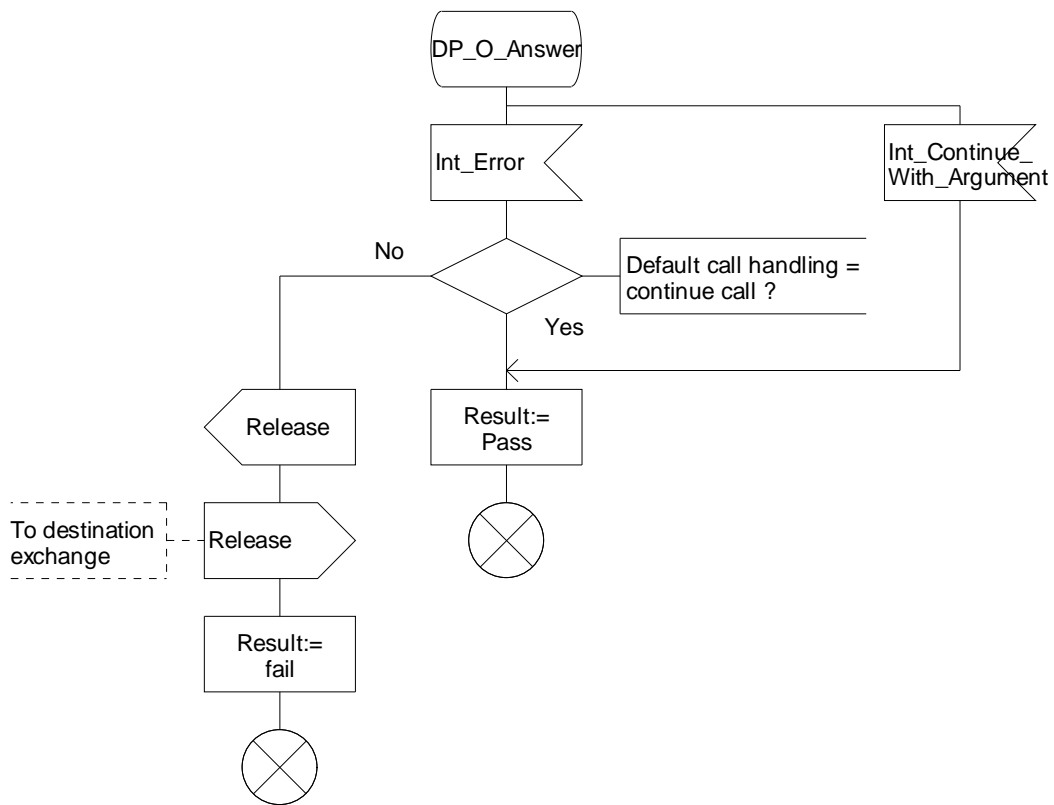 DP_O_Answer
Int_Error
Int_Continue_
With_Argument
No
Default call handling =
continue call ?
Yes
Release
Result:=
Pass
To destination
exchange
Release
Result:=
fail